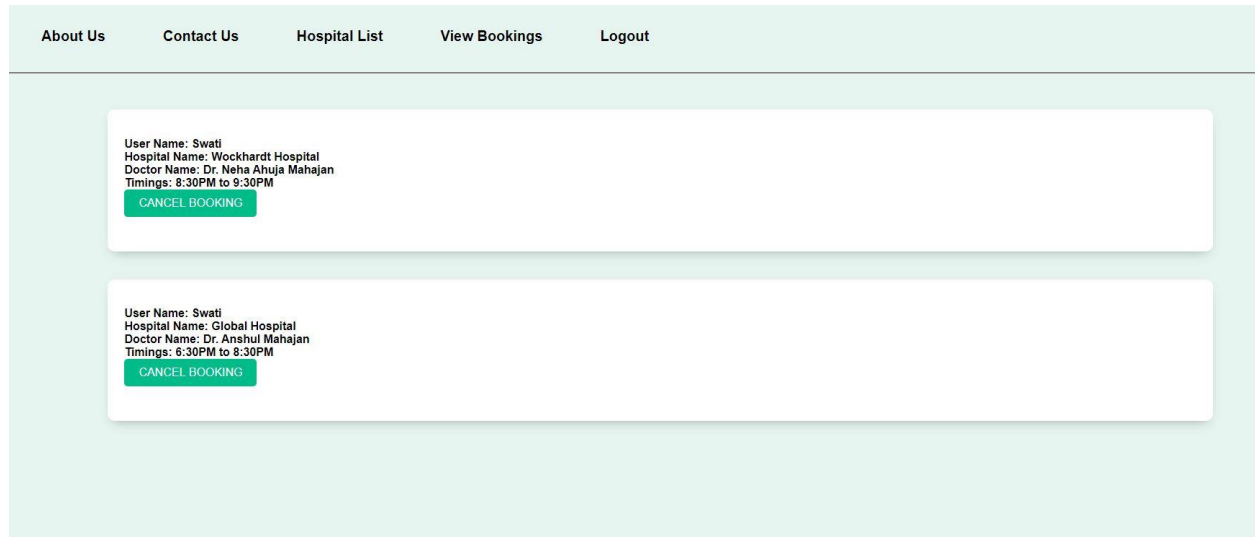 About Us Contact Us Hospital List View Bookings Logout
User Name: Swati
Hospital Name: Wockhardt Hospital
Doctor Name: Dr. Neha Ahuja Mahajan
Timings: 8:30PM to 9:30PM
CANCEL BOOKING
User Name: Swati
Hospital Name: Global Hospital
Doctor Name: Dr. Anshul Mahajan
Timings: 6:30PM to 8:30PM
CANCEL BOOKING